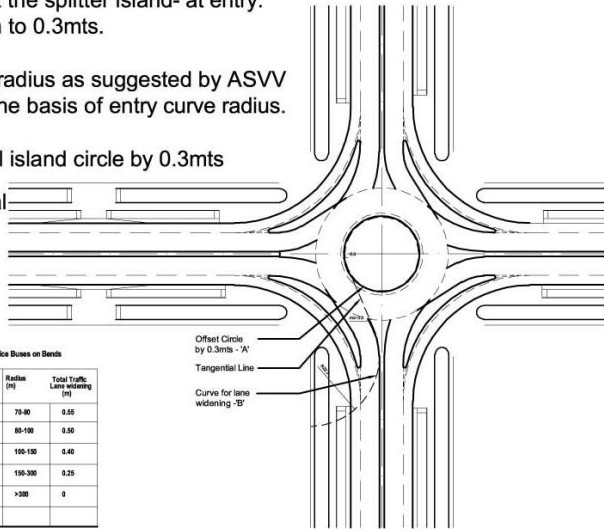 the splitter island- at entry.
to 0.3mts.
radius as suggested by ASVV
ne basis of entry curve radius.
island circle by 0.3mts
Offset Circle
by 0.3mts - 'A'
Tangential Line
Curve for lane
widening -'B'
ice Buses on Bends
Radius
(m)
Total Traffic
Lane widening
(m)
70-80 0.55
80-100 0.50
100-150 0.40
150-300 0.25
>300 0